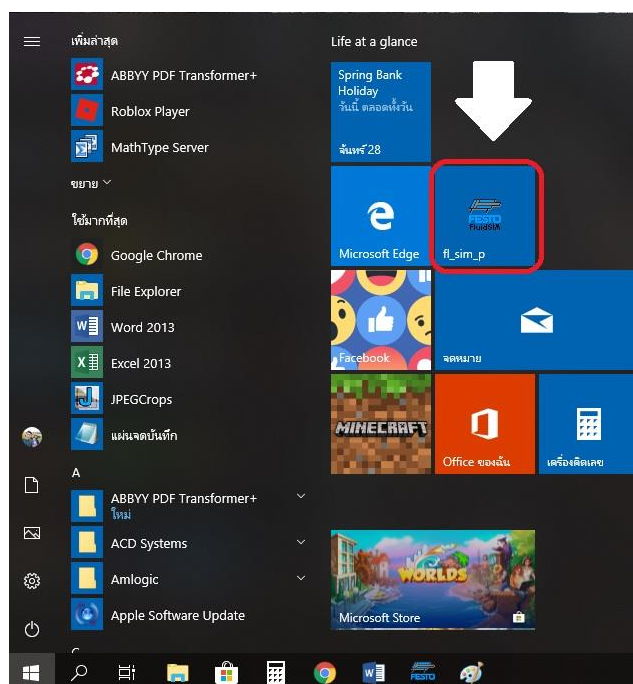 เพิ่มล่าสุด
ABBYY PDF Transformer+
Roblox Player
MathType Server
ขยาย
ใช้มากที่สุด
Google Chrome
File Explorer
Word 2013
Excel 2013
JPEGCrops
แผ่นจดบันทึก
A
ABBYY PDF Transformer+
ใหม่
ACD Systems
Amlogic
Apple Software Update
Life at a glance
Spring Bank
Holiday
วันนี้ ตลอดทั้งวัน
จันทร์ 28
Microsoft Edge
FESTO
FluidSIM
fl_sim_p
Facebook
จดหมาย
MINECRAFT
Office ของฉัน
เครื่องคิดเลข
WORLDS
Microsoft Store
FESTO